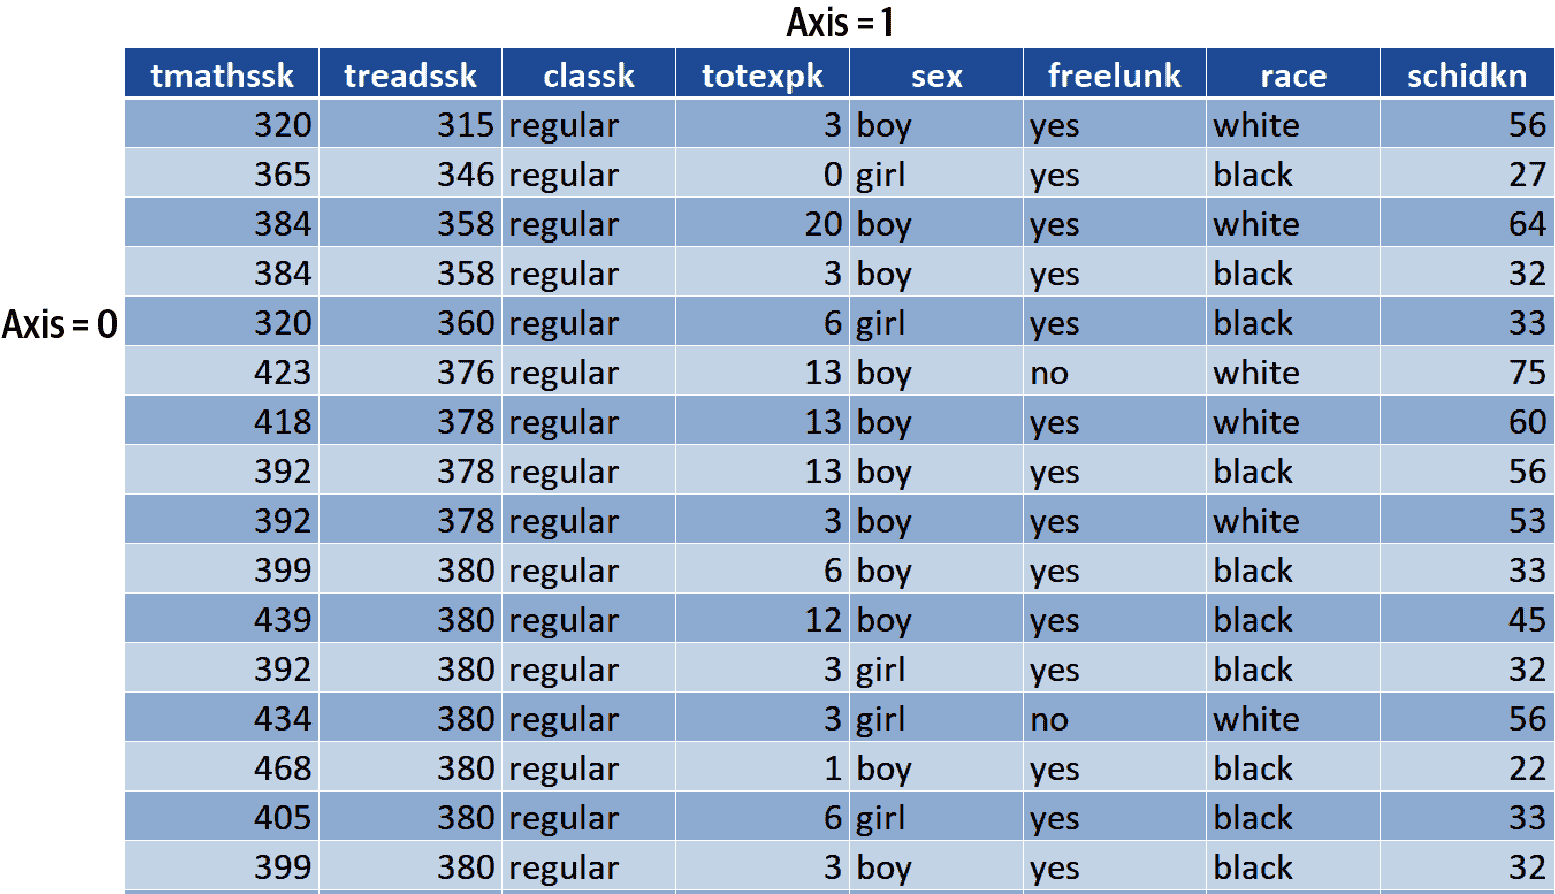 Axis = 1
tmathssk treadssk classk totexpk sex freelunk race schidkn
320 315 regular 3 boy yes white 56
365 346 regular 0 girl yes black 27
384 358 regular 20 boy yes white 64
384 358 regular 3 boy yes black 32
Axis = 0 320 360 regular 6 girl yes black 33
423 376 regular 13 boy no white 75
418 378 regular 13 boy yes white 60
392 378 regular 13 boy yes black 56
392 378 regular 3 boy yes white 53
399 380 regular 6 boy yes black 33
439 380 regular 12 boy yes black 45
392 380 regular 3 girl yes black 32
434 380 regular 3 girl no white 56
468 380 regular 1 boy yes black 22
405 380 regular 6 girl yes black 33
399 380 regular 3 boy yes black 32